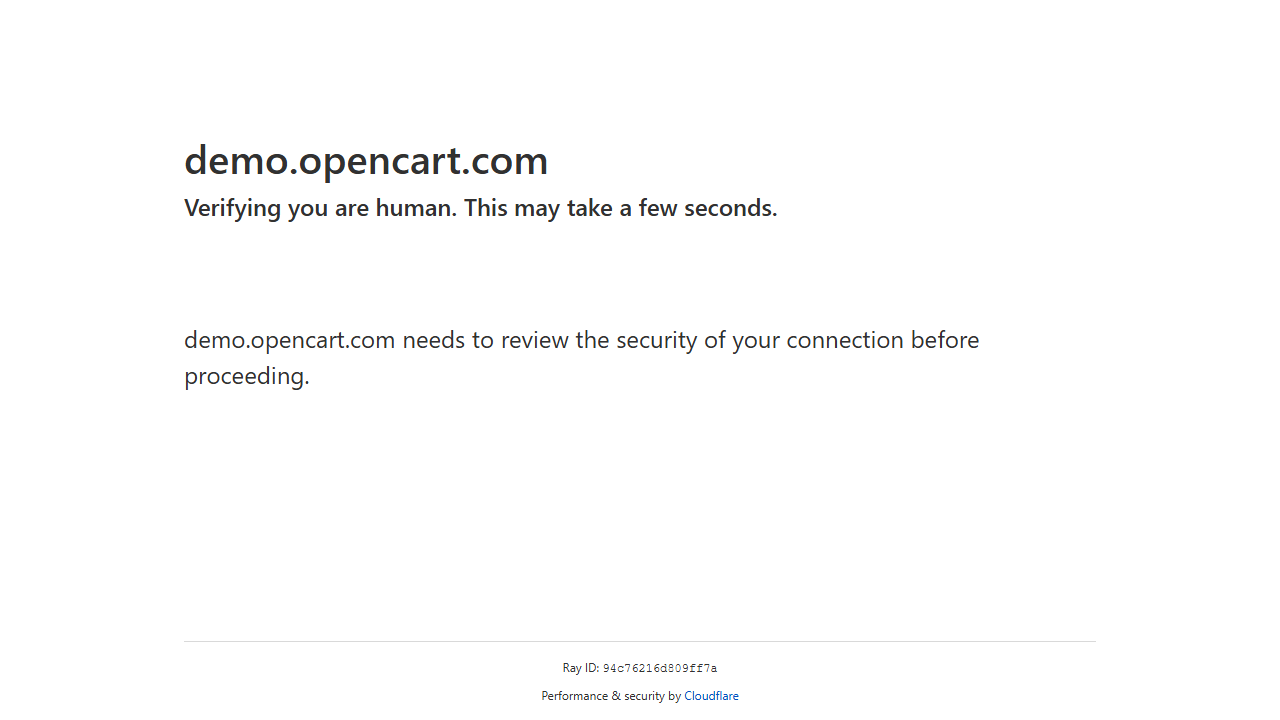 demo.opencart.com
Verifying you are human. This may take a few seconds.
demo.opencart.com needs to review the security of your connection before
proceeding.
Ray ID: 94c76216d809ff7a
Performance & security by Cloudflare